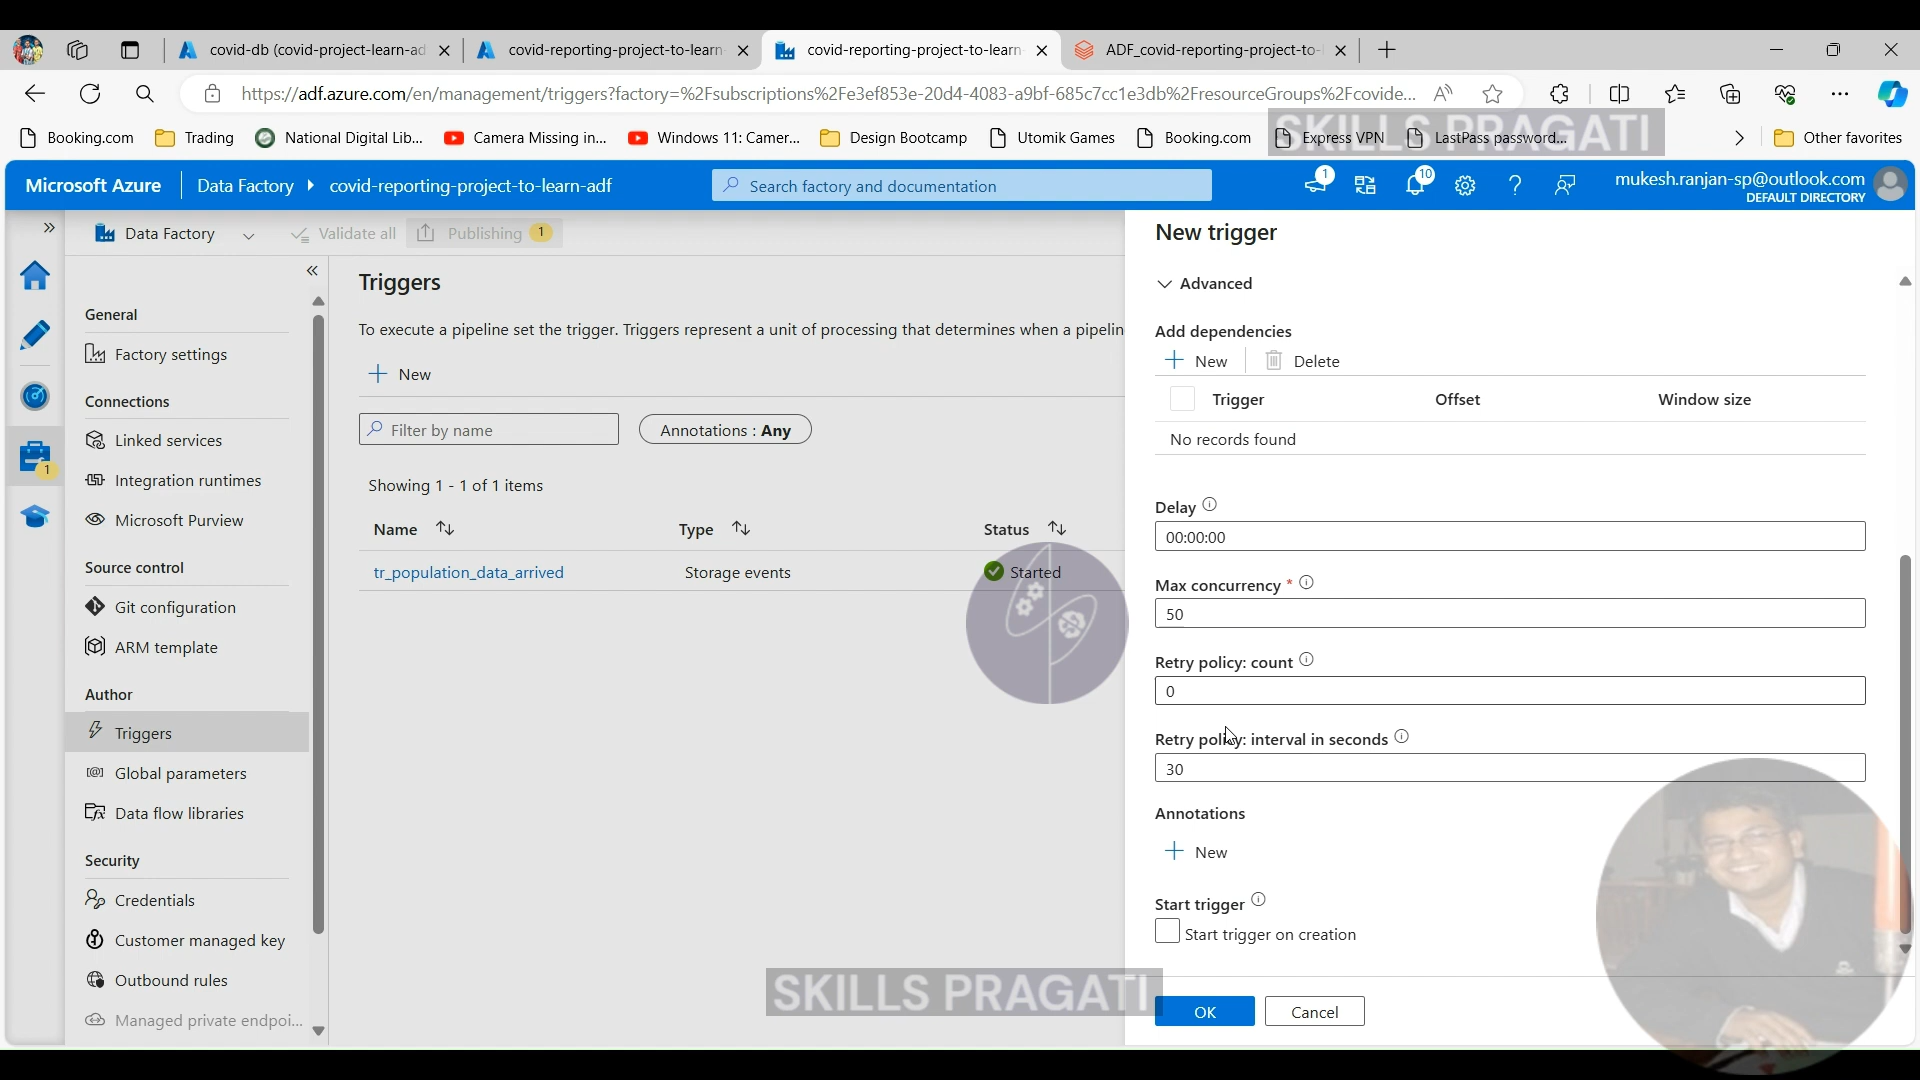 covid-db (covid-project-learn-ad
covid-reporting-project-to-learn-
covid-reporting-project-to-learn-
ADF_covid-reporting-project-to-l
https://adf.azure.com/en/management/triggers?factory=%2Fsubscriptions%2Fe3ef853e-20d4-4083-a9bf-685c7cc1e3db%2FresourceGroups%2Fcovide...
Booking.com
Trading
National Digital Lib...
Camera Missing in...
Windows 11: Camer...
Design Bootcamp
Utomik Games
Booking.com
Express VPN
LastPass password...
Other favorites
SKILLS PRAGATI
Microsoft Azure
Data Factory
covid-reporting-project-to-learn-adf
Search factory and documentation
1
10
mukesh.ranjan-sp@outlook.com
DEFAULT DIRECTORY
Data Factory
Validate all
Publishing 1
1
General
Factory settings
Connections
Linked services
Integration runtimes
Microsoft Purview
Source control
Git configuration
ARM template
Author
Triggers
Global parameters
Data flow libraries
Security
Credentials
Customer managed key
Outbound rules
Managed private endpoi...
Triggers
To execute a pipeline set the trigger. Triggers represent a unit of processing that determines when a pipelin
New
Filter by name
Annotations : Any
Showing 1 - 1 of 1 items
Name Type Status
tr_population_data_arrived Storage events Started
New trigger
Advanced
Add dependencies
New Delete
Trigger Offset Window size
No records found
Delay
00:00:00
Max concurrency *
50
Retry policy: count
0
Retry policy: interval in seconds
30
Annotations
New
Start trigger
Start trigger on creation
OK Cancel
SKILLS PRAGATI